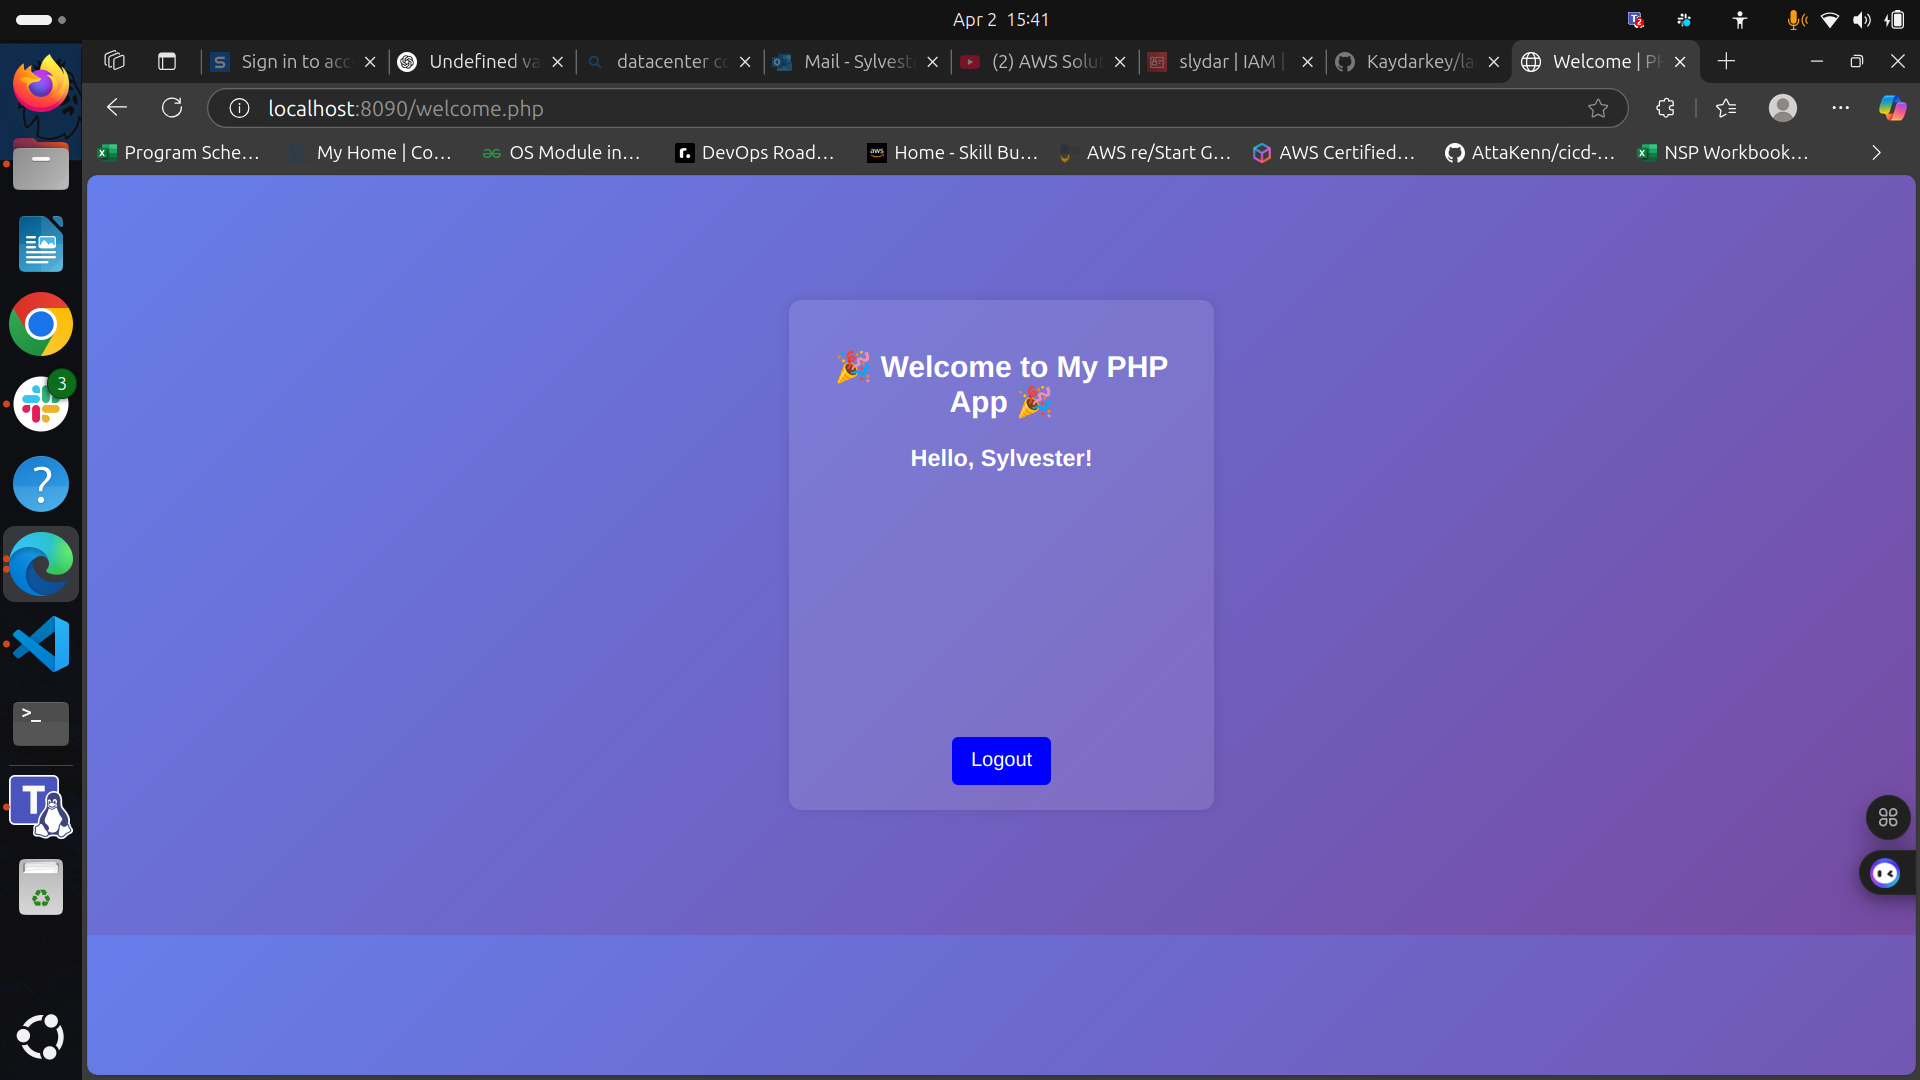 Apr 2 15:41
Sign in to acc
Undefined va
datacenter c
Mail - Sylvest
(2) AWS Solut
slydar | IAM |
Kaydarkey/la
Welcome | P
localhost:8090/welcome.php
Program Sche...
My Home | Co...
OS Module in...
DevOps Road...
Home - Skill Bu...
AWS re/Start G...
AWS Certified...
AttaKenn/cicd-...
NSP Workbook...
🎉 Welcome to My PHP
App 🎉
Hello, Sylvester!
Logout
3